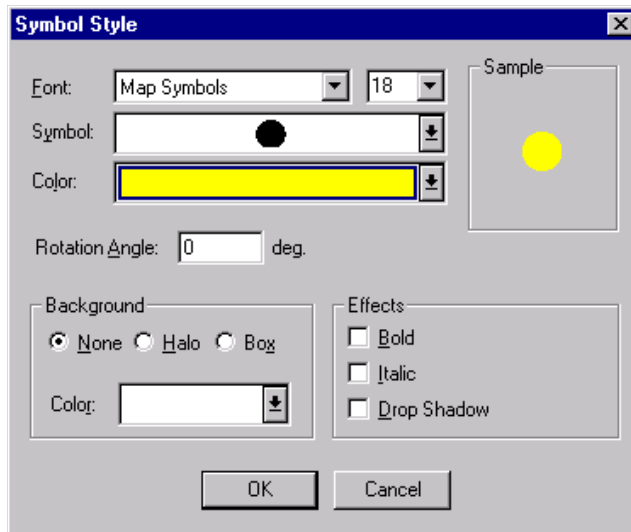 Symbol Style
Sample
Font: Map Symbols 18
Symbol:
Color:
Rotation Angle: 0 deg.
Background
None Halo Box
Color:
Effects
Bold
Italic
Drop Shadow
OK Cancel